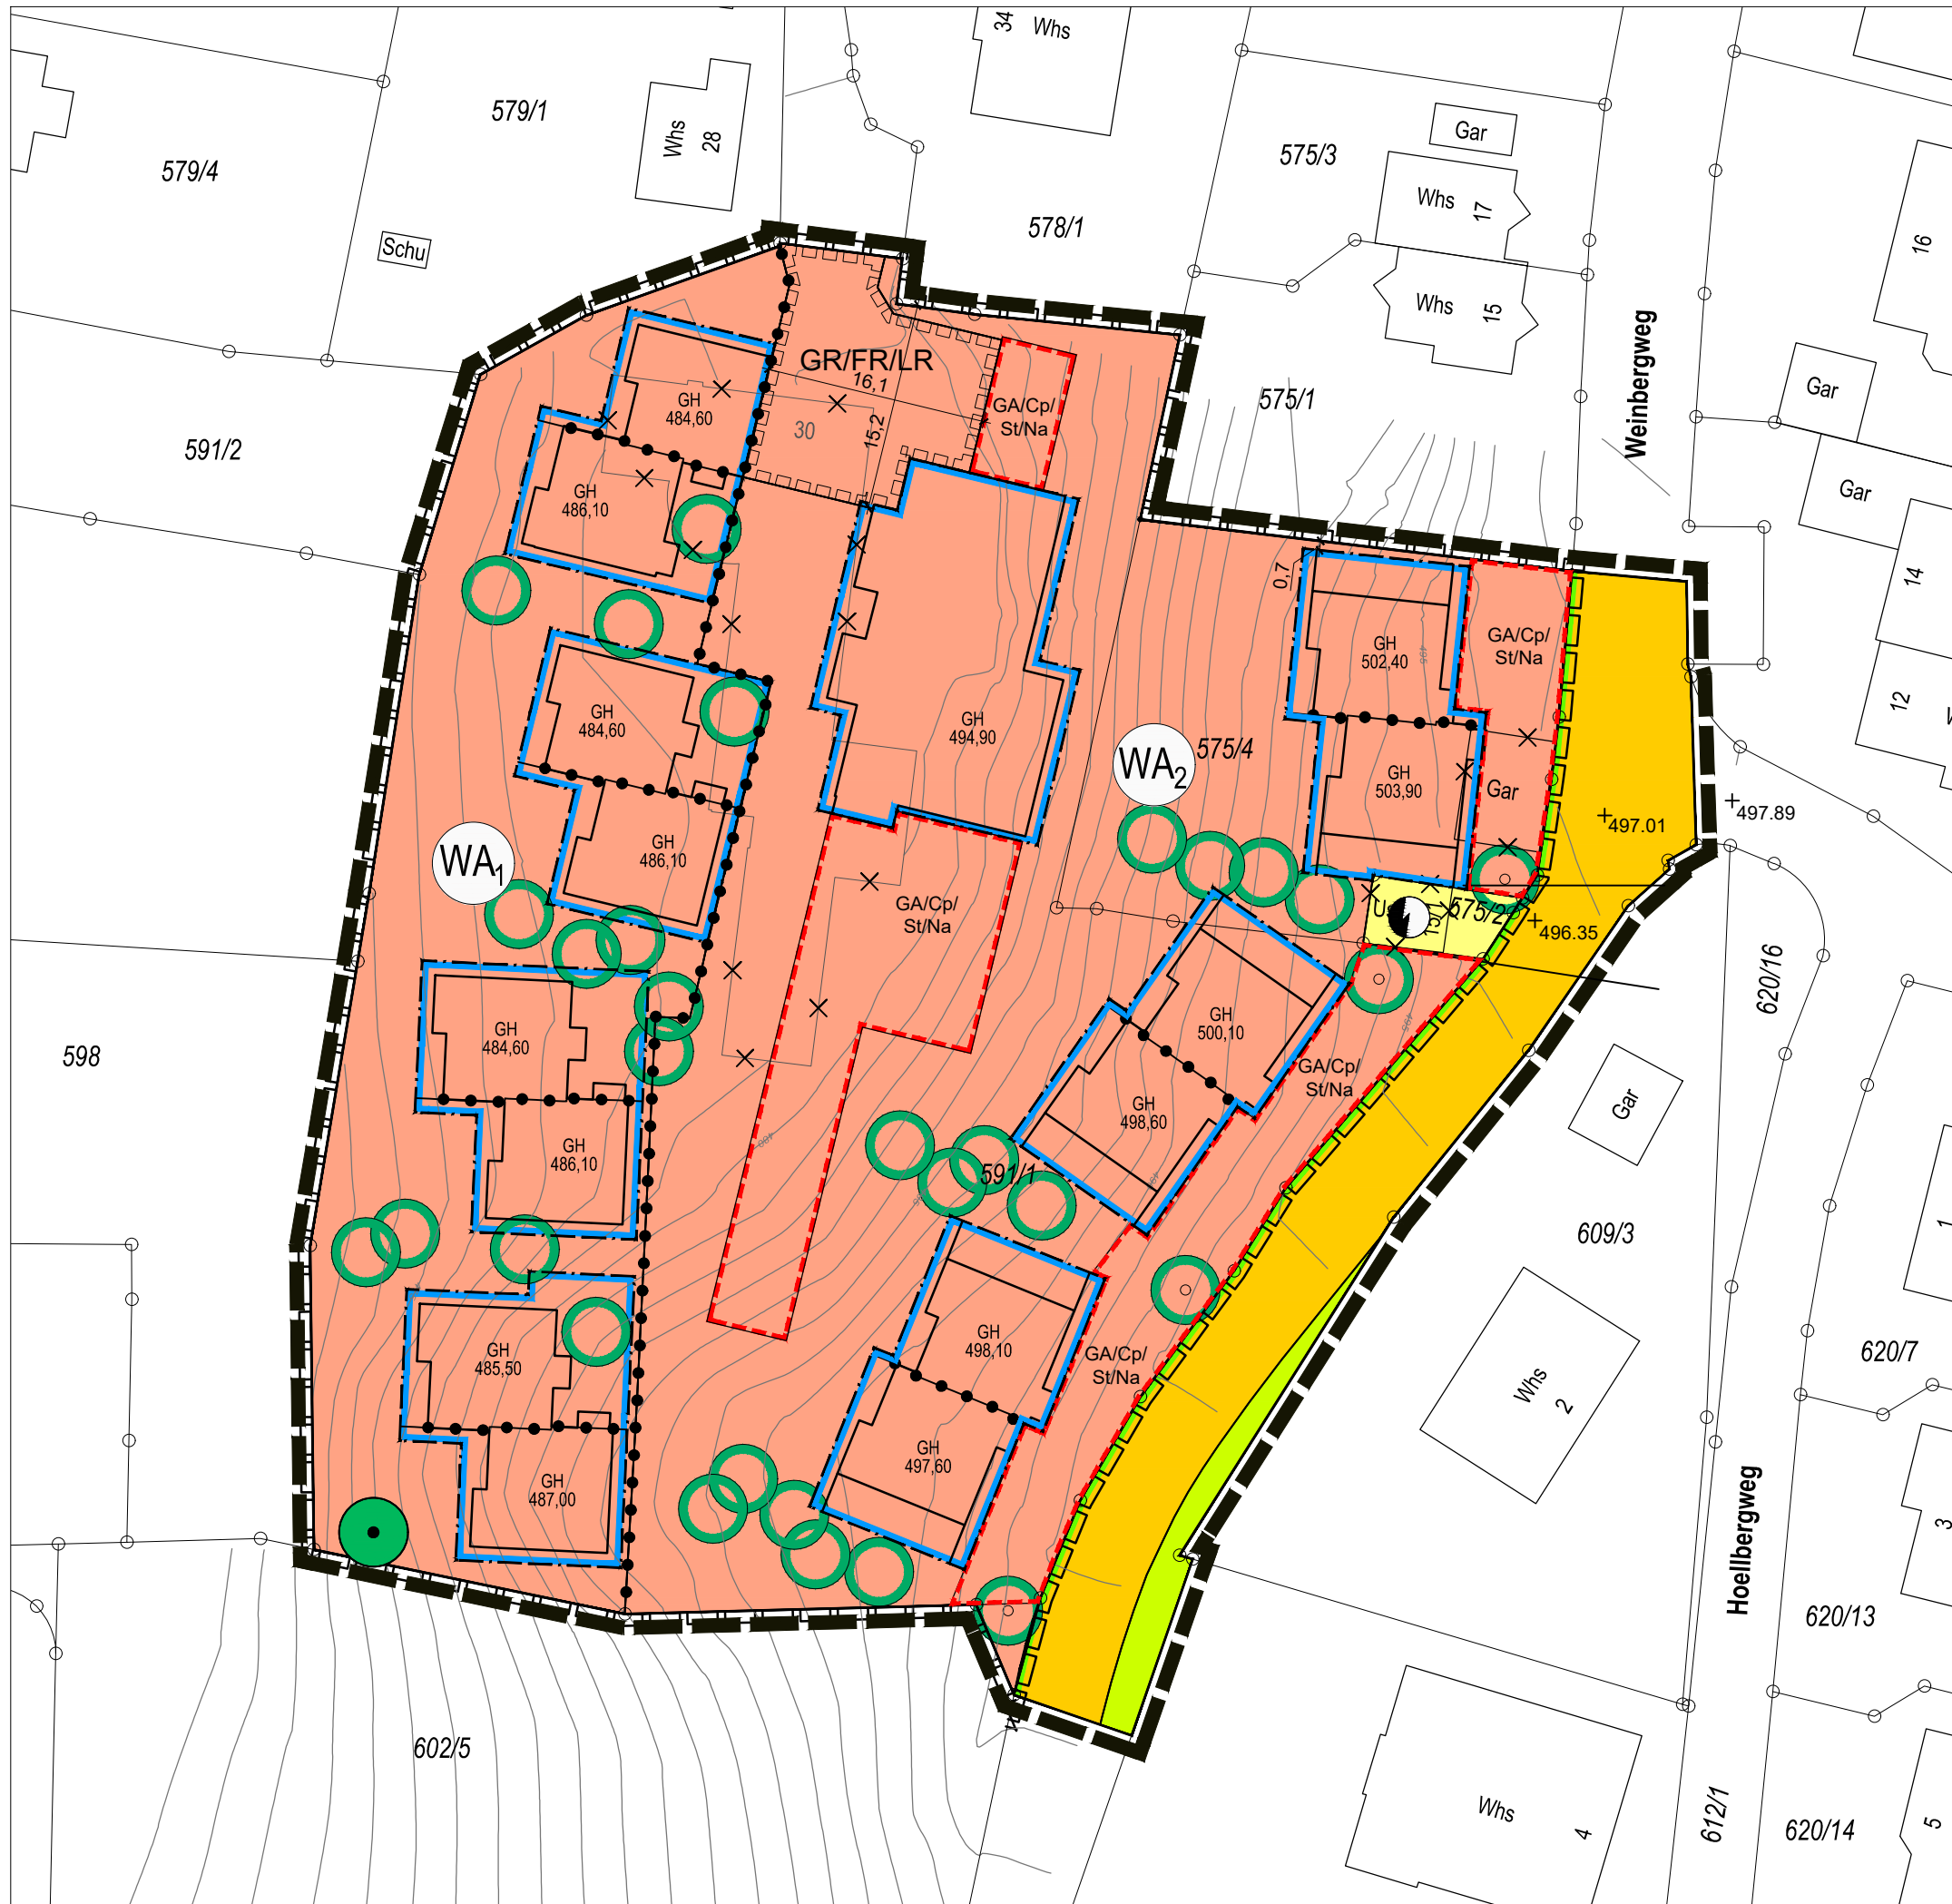 34
Whs
579/1
579/4
Whs
28
575/3
Gar
Whs
17
578/1
Schu
Whs
15
16
GR/FR/LR
16,1
15,2
30
GH
484,60
GA/Cp/
St/Na
575/1
Weinbergweg
Gar
591/2
GH
486,10
Gar
0,7
14
GH
484,60
GH
494,90
GH
502,40
495
GA/Cp/
St/Na
12
WA2
575/4
GH
503,90
Gar
497.01
497.89
WA1
GH
486,10
GA/Cp/
St/Na
575/2
496.35
620/16
598
GH
484,60
GH
500,10
495
GA/Cp/
St/Na
GH
498,60
Gar
490
GH
486,10
591/1
609/3
1
GH
498,10
GA/Cp/
St/Na
GH
485,50
620/7
Whs
2
GH
497,60
GH
487,00
Hoellbergweg
3
620/13
602/5
Whs
4
612/1
620/14
5